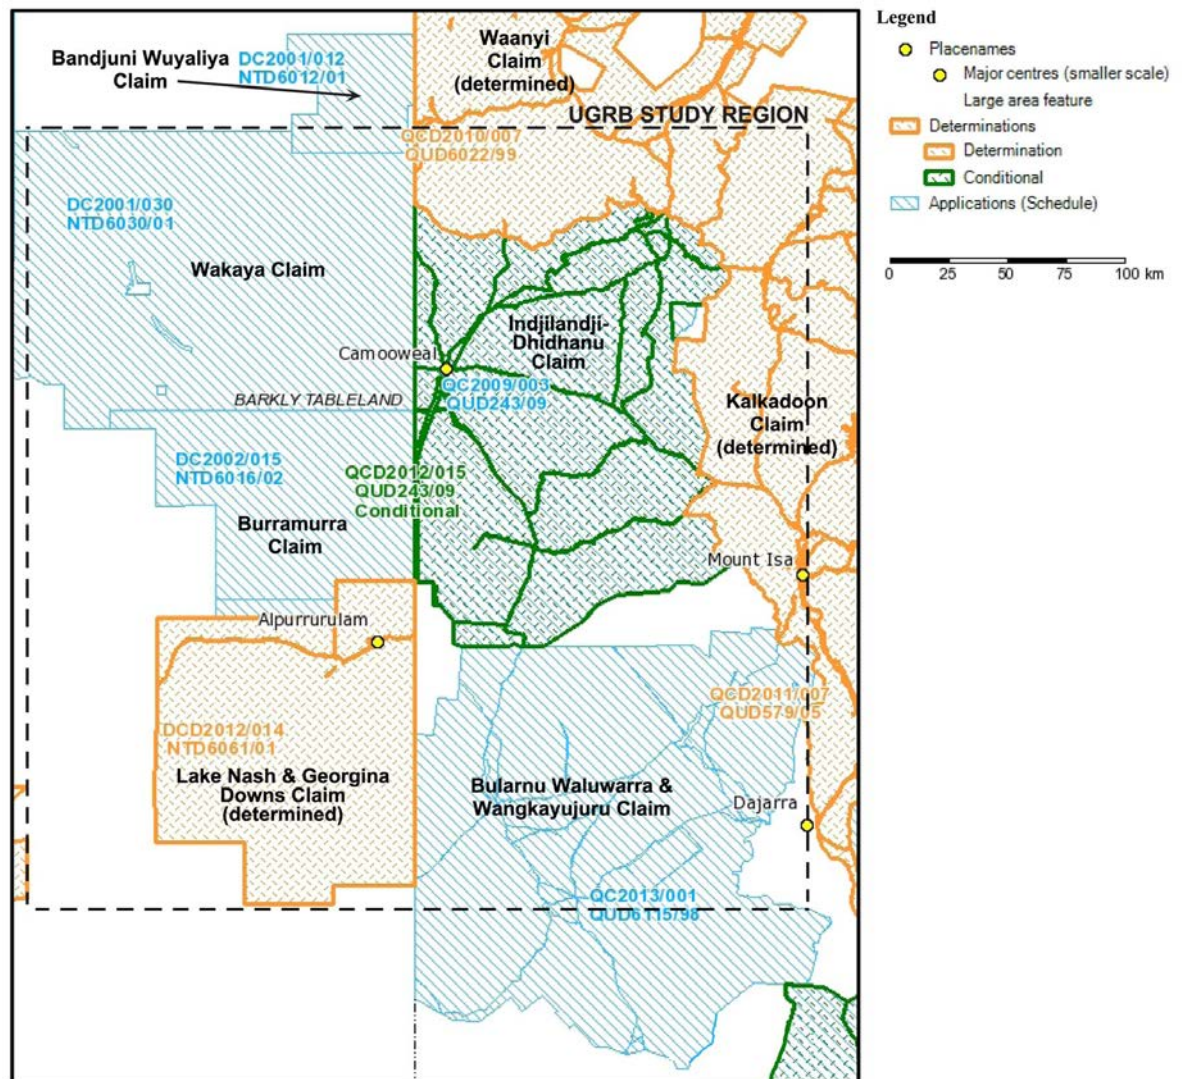 Bandjuni Wuyaliya
Claim
DC2001/012
NTD6012/01
Waanyi
Claim
(determined)
UGRB STUDY REGION
QCD2010/007
QUD6022/99
DC2001/030
NTD6030/01
Wakaya Claim
Indjilandji-
Dhidhanu
Claim
Camooweal
QC2009/003
QUD243/09
BARKLY TABLELAND
Kalkadoon
Claim
(determined)
DC2002/015
NTD6016/02
QCD2012/015
QUD243/09
Conditional
Burramurra
Claim
Mount Isa
Alpurrurulam
QCD2011/007
QUD579/05
DCD2012/014
NTD6061/01
Lake Nash & Georgina
Downs Claim
(determined)
Bularnu Waluwarra &
Wangkayujuru Claim
Dajarra
QC2013/001
QUD6115/98
Legend
Placenames
Major centres (smaller scale)
Large area feature
Determinations
Determination
Conditional
Applications (Schedule)
0 25 50 75 100 km